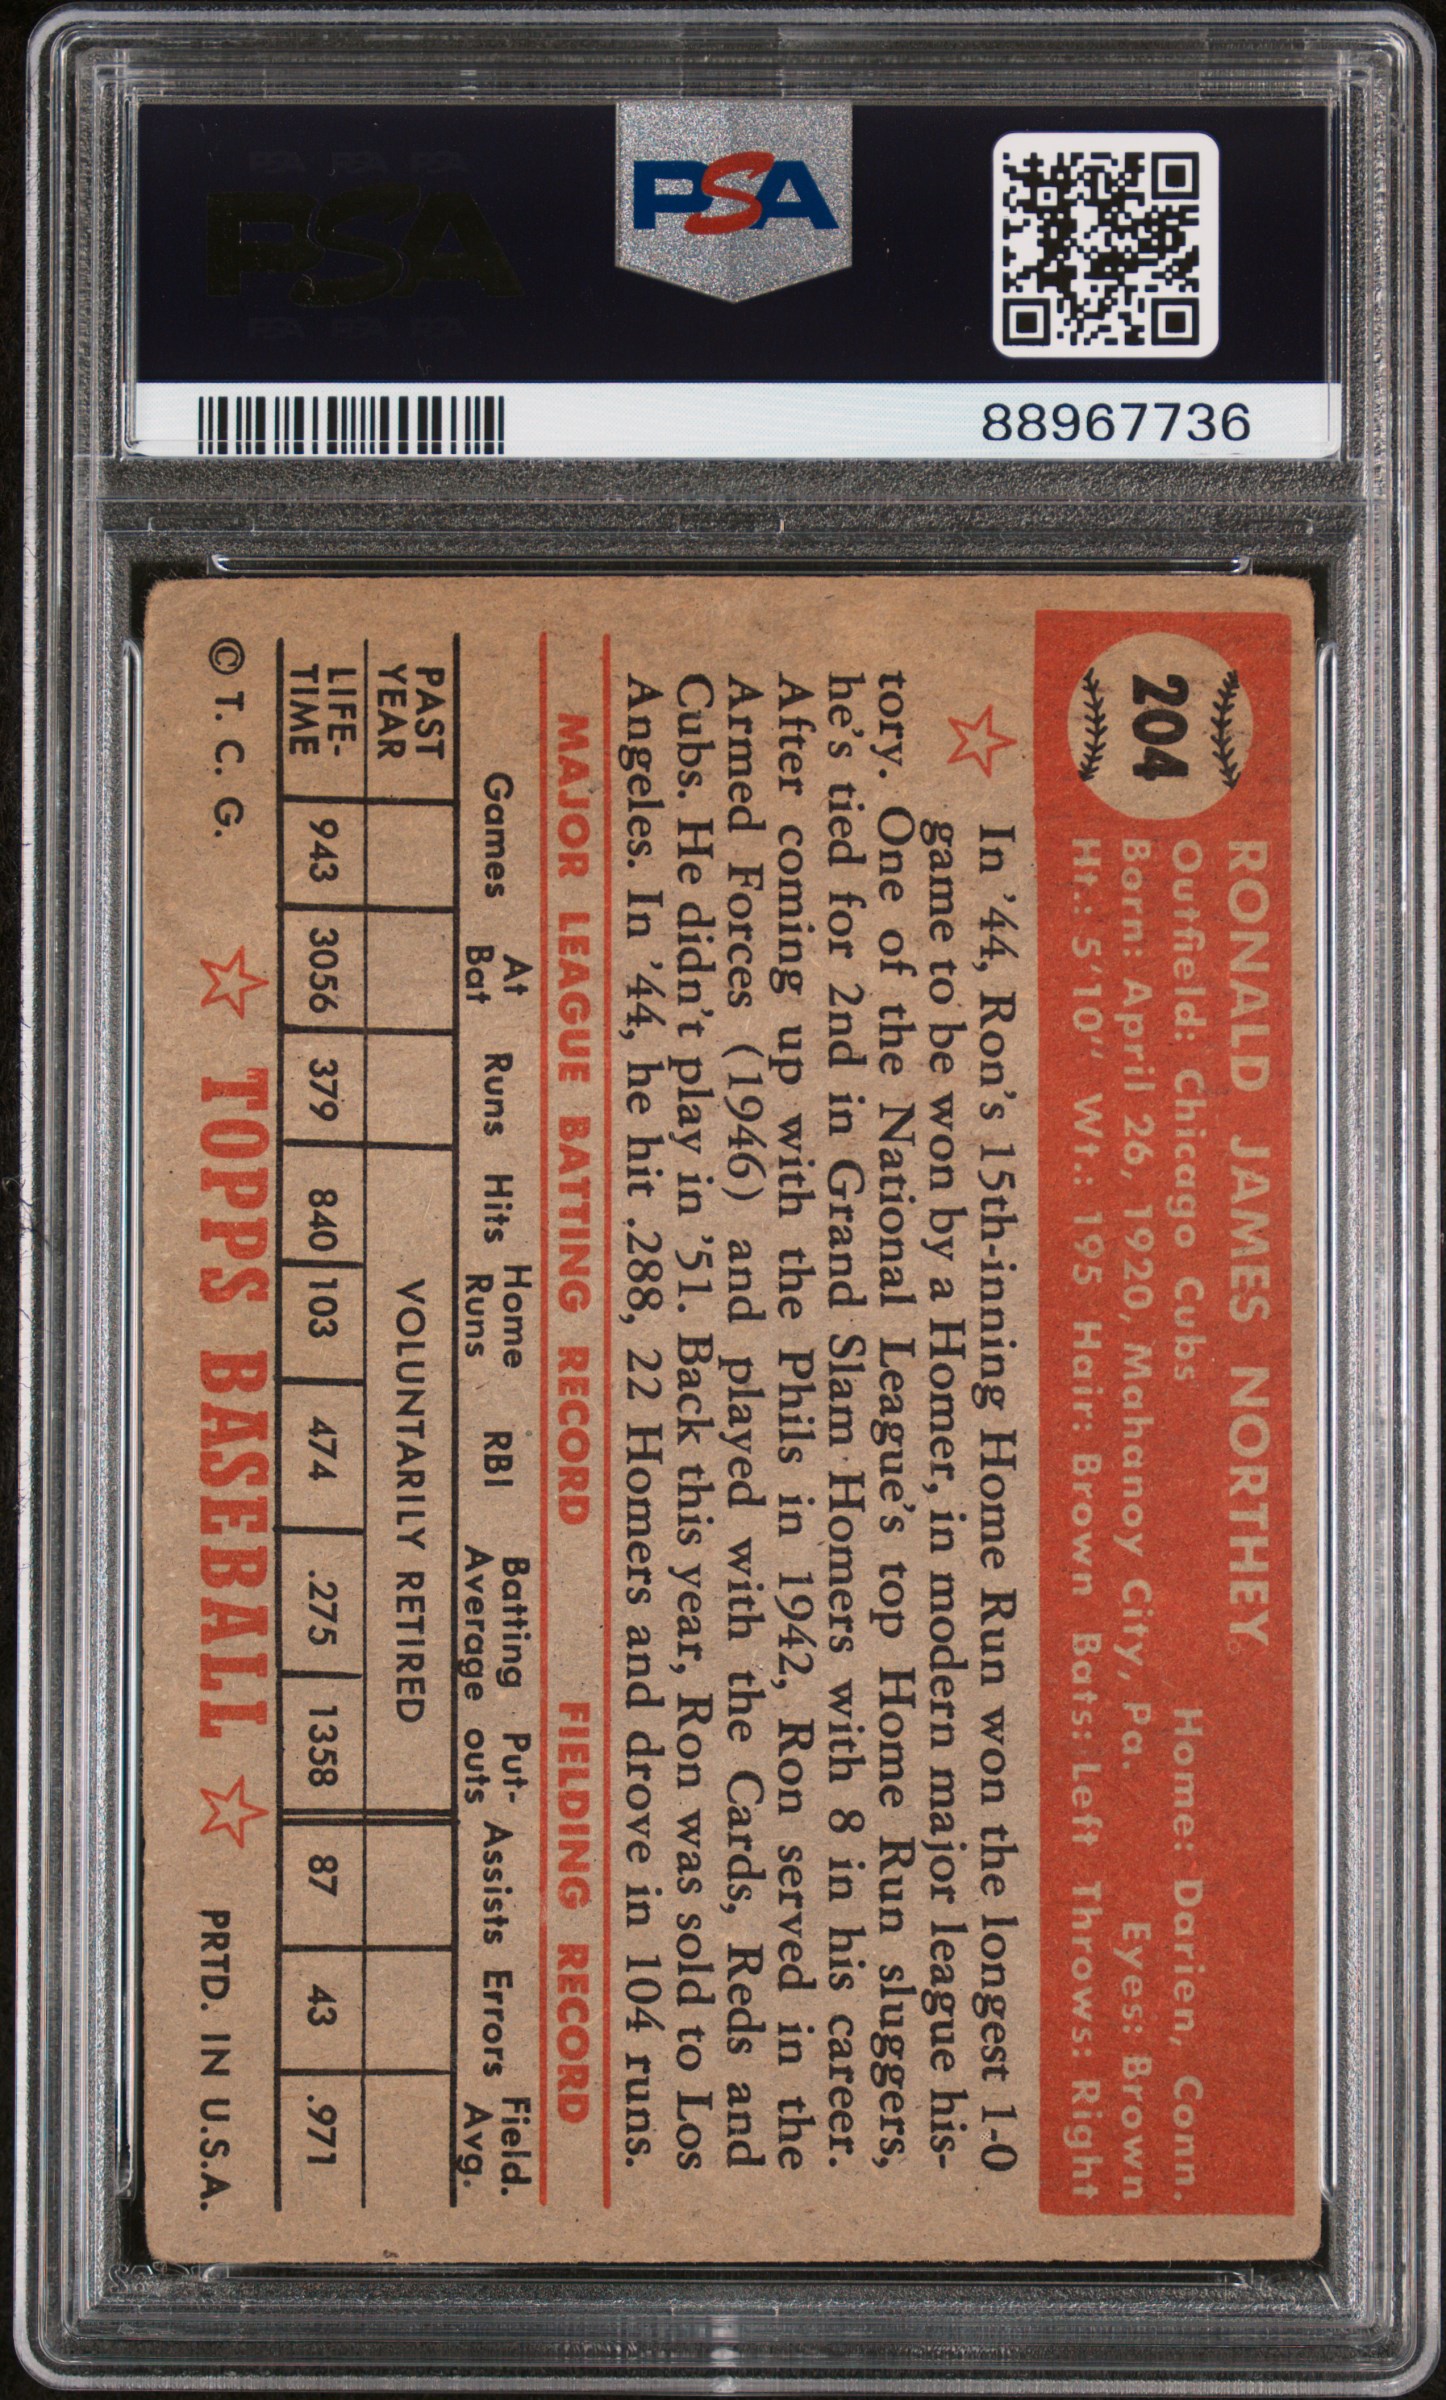 PSA
88967736
204
RONALD JAMES NORTHEY
Outfield: Chicago Cubs Home: Darien, Conn.
Born: April 26, 1920, Mahanoy City, Pa. Eyes: Brown
Ht.: 5'10" Wt.: 195 Hair: Brown Bats: Left Throws: Right
In '44, Ron's 15th-inning Home Run won the longest 1-0
game to be won by a Homer, in modern major league his-
tory. One of the National League's top Home Run sluggers,
he's tied for 2nd in Grand Slam Homers with 8 in his career.
After coming up with the Phils in 1942, Ron served in the
Armed Forces (1946) and played with the Cards, Reds and
Cubs. He didn't play in '51. Back this year, Ron was sold to Los
Angeles. In '44, he hit .288, 22 Homers and drove in 104 runs.
MAJOR LEAGUE BATTING RECORD FIELDING RECORD
Games At Bat Runs Hits Home Runs RBI Batting Average Put-outs Assists Errors Field. Avg.
PAST YEAR VOLUNTARILY RETIRED
LIFE-TIME 943 3056 379 840 103 474 .275 1358 87 43 .971
© T. C. G. TOPPS BASEBALL PRTD. IN U.S.A.